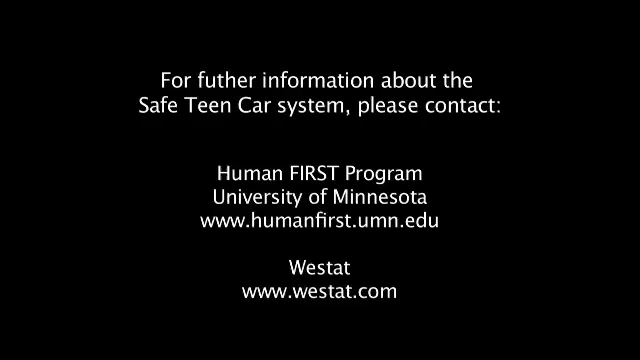 For futher information about the
Safe Teen Car system, please contact:
Human FIRST Program
University of Minnesota
www.humanfirst.umn.edu
Westat
www.westat.com